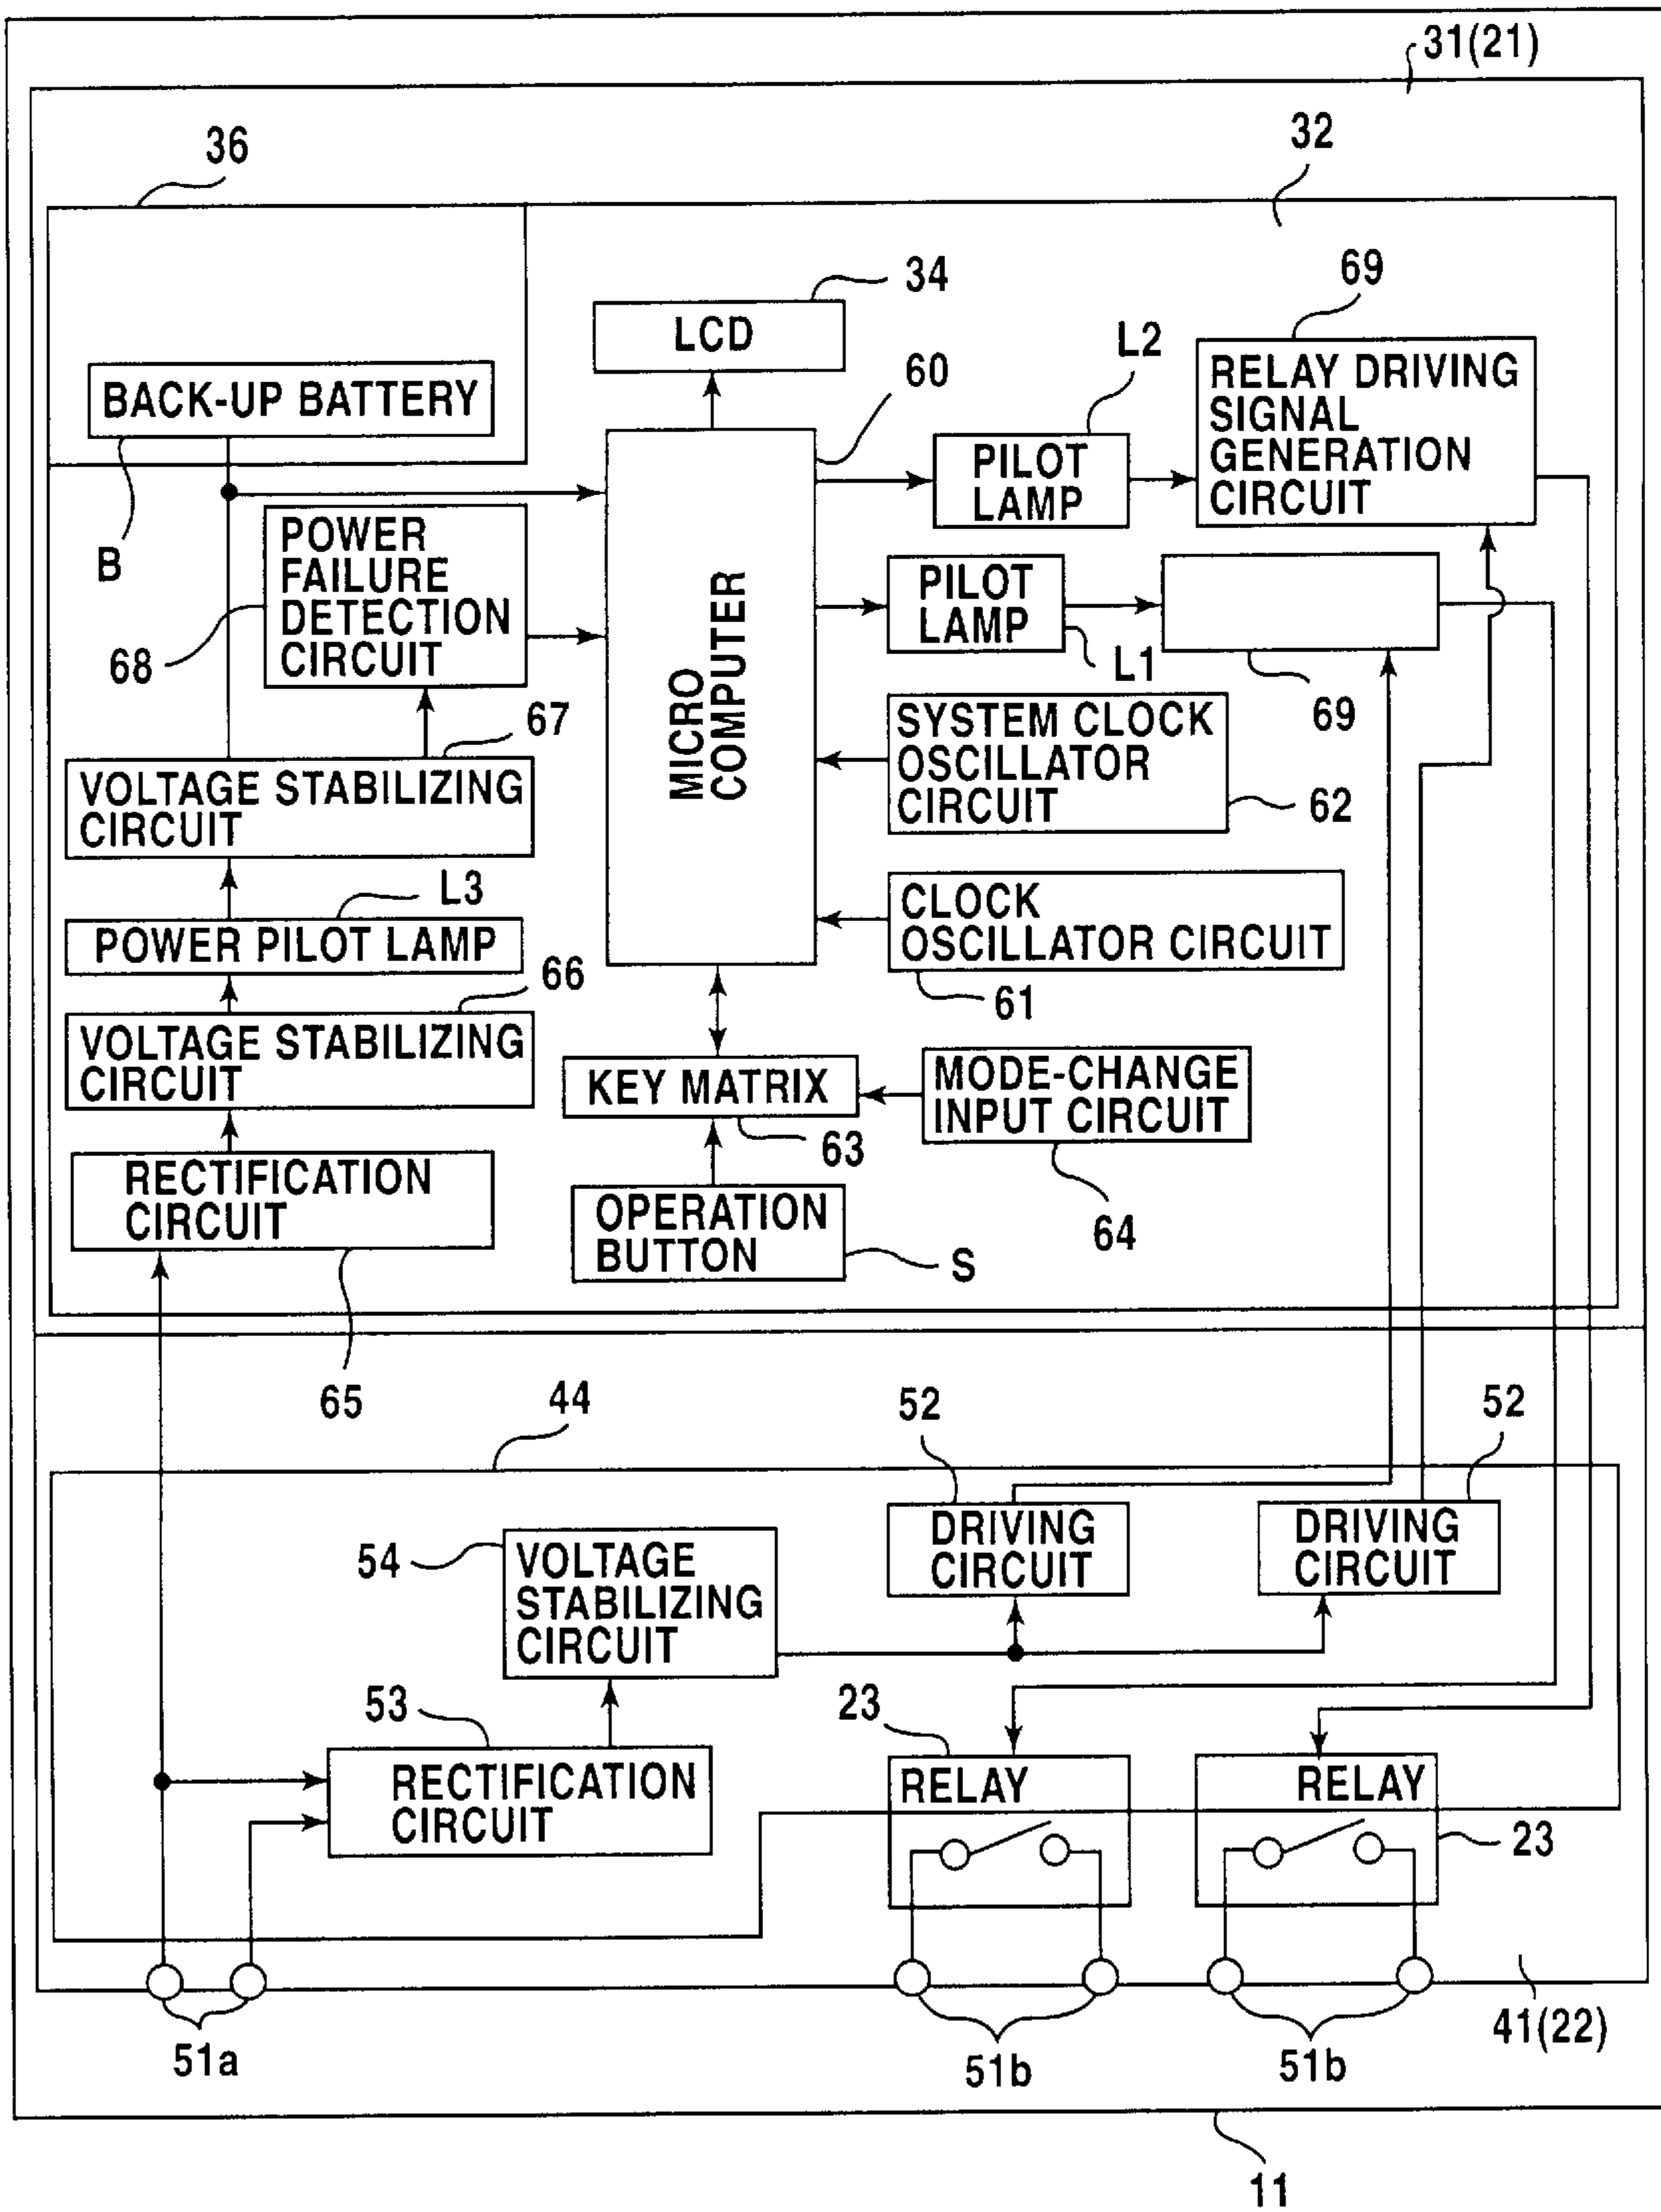 31(21)
36
32
34
LCD
69
L2
60
RELAY DRIVING
SIGNAL
GENERATION
CIRCUIT
BACK-UP BATTERY
B
PILOT
LAMP
POWER
FAILURE
DETECTION
CIRCUIT
68
MICRO
COMPUTER
PILOT
LAMP
L1
69
67
SYSTEM CLOCK
OSCILLATOR
CIRCUIT
62
VOLTAGE STABILIZING
CIRCUIT
L3
POWER PILOT LAMP
CLOCK
OSCILLATOR CIRCUIT
61
66
VOLTAGE STABILIZING
CIRCUIT
KEY MATRIX
63
MODE-CHANGE
INPUT CIRCUIT
64
RECTIFICATION
CIRCUIT
65
OPERATION
BUTTON
S
44
52
52
54
VOLTAGE
STABILIZING
CIRCUIT
DRIVING
CIRCUIT
DRIVING
CIRCUIT
53
RECTIFICATION
CIRCUIT
23
RELAY
RELAY
23
51a
51b
51b
41(22)
11